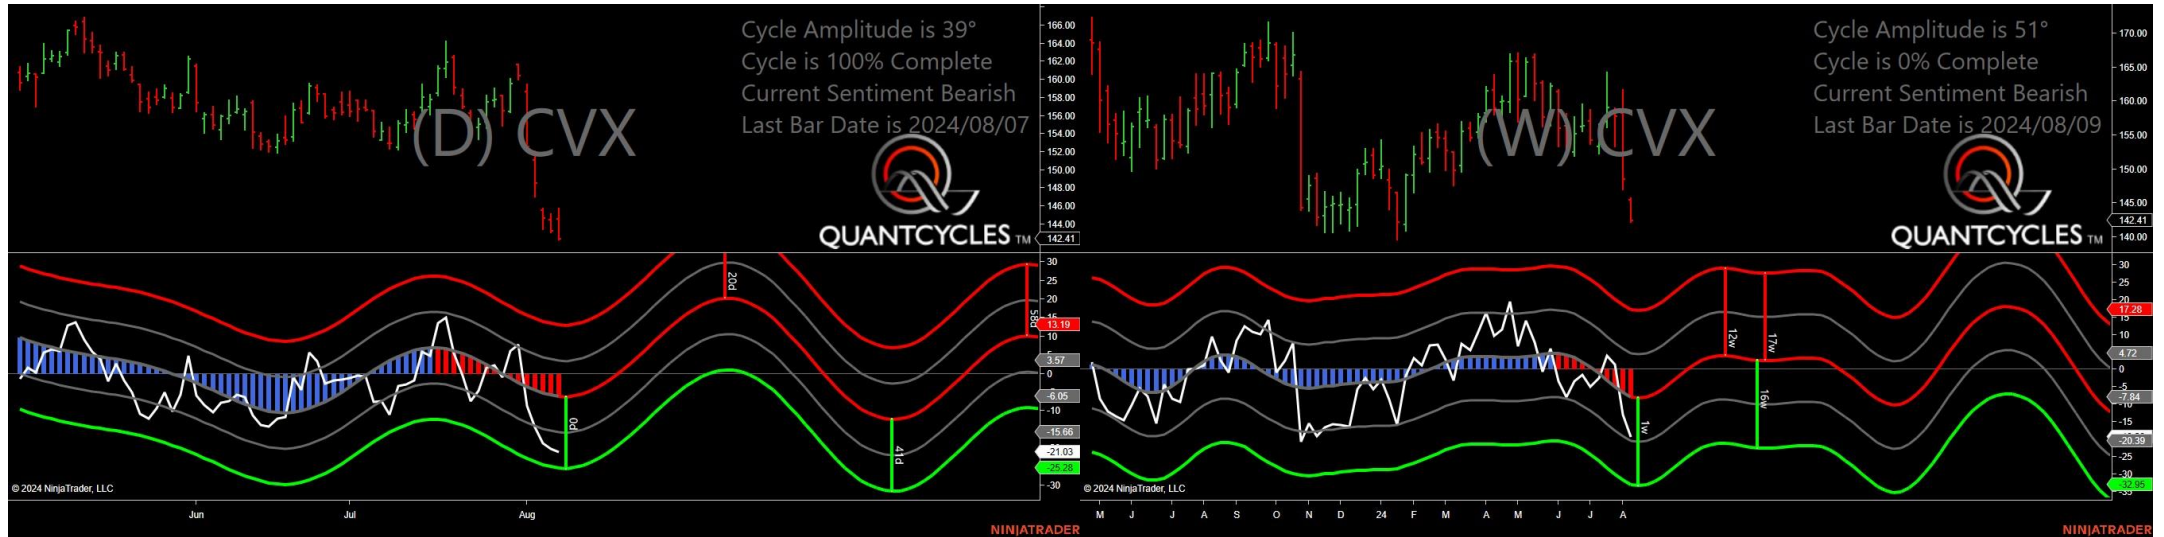 Cycle Amplitude is 39°
Cycle is 100% Complete
Current Sentiment Bearish
Last Bar Date is 2024/08/07
(D) CVX
QUANTCYCLES TM
166.00
164.00
162.00
160.00
158.00
156.00
154.00
152.00
150.00
148.00
146.00
144.00
142.41
30
25
20
13.19
10
3.57
0
-6.05
-10
-15.66
-21.03
-25.28
-30
20d
58d
0d
41d
© 2024 NinjaTrader, LLC
Jun Jul Aug
NINJATRADER
Cycle Amplitude is 51°
Cycle is 0% Complete
Current Sentiment Bearish
Last Bar Date is 2024/08/09
(W) CVX
QUANTCYCLES TM
170.00
165.00
160.00
155.00
150.00
145.00
142.41
140.00
30
25
20
17.28
15
10
4.72
0
-5
-7.84
-10
-15
-20.39
-25
-30
-32.95
-35
12w
17w
1w
16w
© 2024 NinjaTrader, LLC
M J J A S O N D 24 F M A M J J A
NINJATRADER